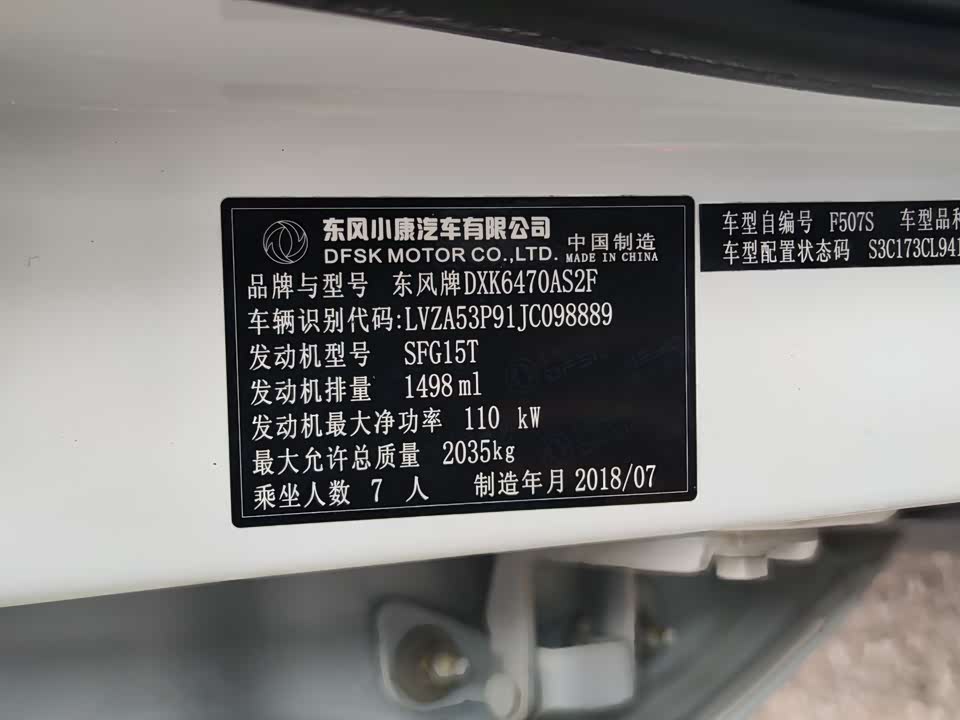 东风小康汽车有限公司
DFSK MOTOR CO.,LTD.
中国制造
MADE IN CHINA
品牌与型号 东风牌DXK6470AS2F
车辆识别代码:LVZA53P91JC098889
发动机型号 SFG15T
发动机排量 1498ml
发动机最大净功率 110 kW
最大允许总质量 2035kg
乘坐人数 7 人 制造年月 2018/07
车型自编号 F507S 车型品种
车型配置状态码 S3C173CL941